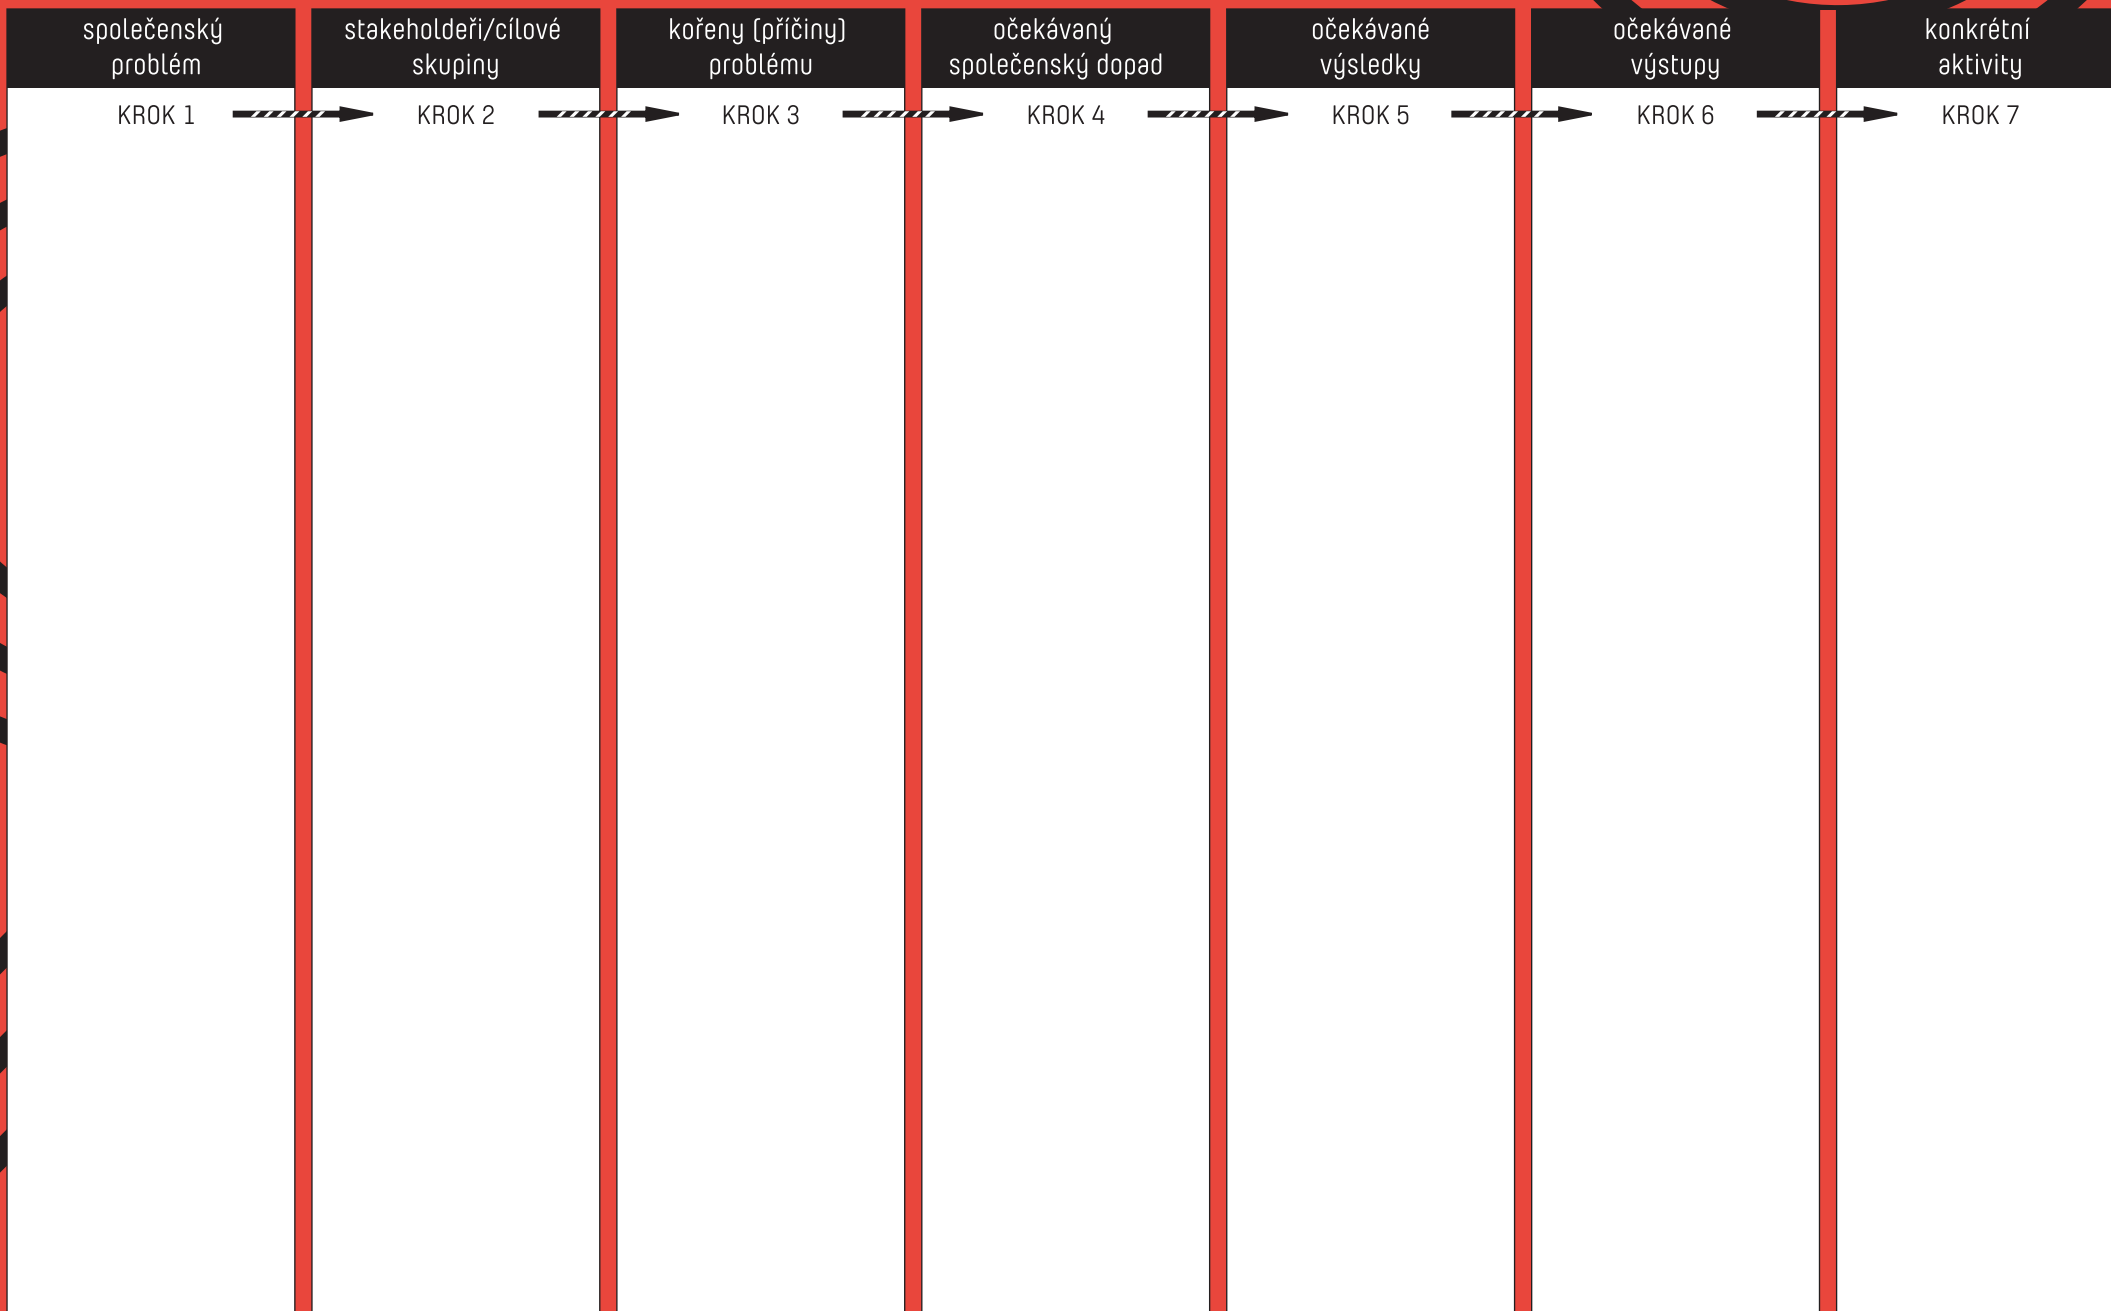 společenský
problém
stakeholdeři/cílové
skupiny
kořeny (příčiny)
problému
očekávaný
společenský dopad
očekávané
výsledky
očekávané
výstupy
konkrétní
aktivity
KROK 1
KROK 2
KROK 3
KROK 4
KROK 5
KROK 6
KROK 7